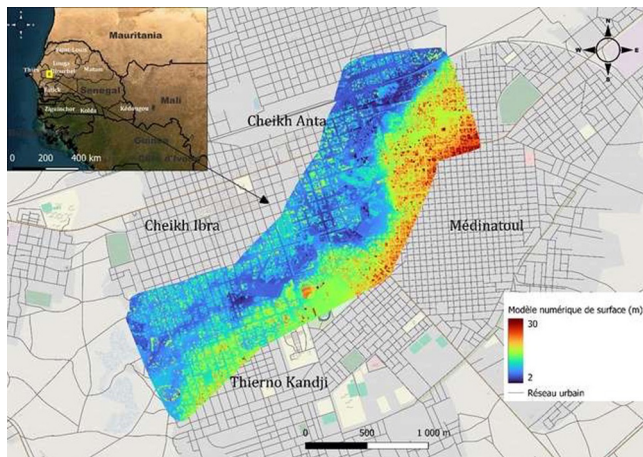 Mauritania
Saint-Louis
Louga
Thiès
Diourbel
Matam
Senegal
Fatick
Mali
Ziguinchor
Kolda
Kédougou
Guinea
0 200 400 km
N
W E
S
Cheikh Anta
Cheikh Ibra
Médinatoul
Thierno Kandji
Modèle numérique de surface (m)
30
2
Réseau urbain
0 500 1 000 m